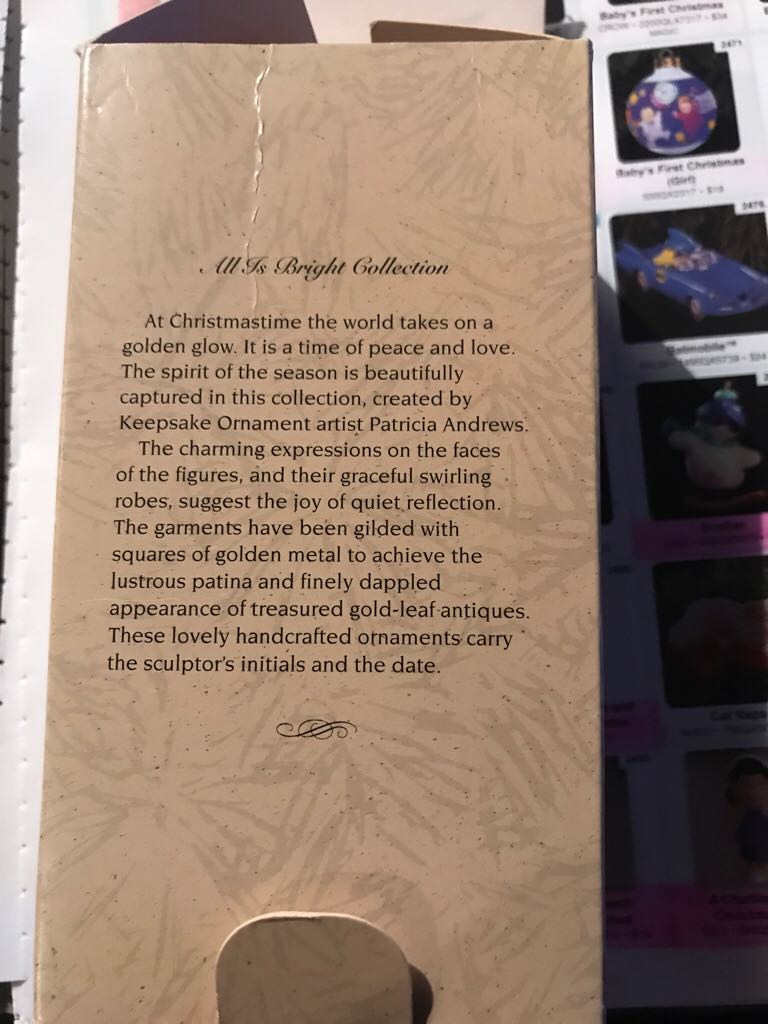 All Is Bright Collection
At Christmastime the world takes on a
golden glow. It is a time of peace and love.
The spirit of the season is beautifully
captured in this collection, created by
Keepsake Ornament artist Patricia Andrews.
The charming expressions on the faces
of the figures, and their graceful swirling
robes, suggest the joy of quiet reflection.
The garments have been gilded with
squares of golden metal to achieve the
lustrous patina and finely dappled
appearance of treasured gold-leaf antiques.
These lovely handcrafted ornaments carry
the sculptor's initials and the date.
Baby's First Christmas
MAGIC
2471
Baby's First Christmas
(Girl)
Batmobile™